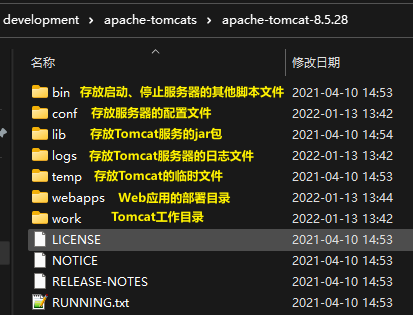 development > apache-tomcats > apache-tomcat-8.5.28
名称 修改日期
bin 存放启动、停止服务器的其他脚本文件 2021-04-10 14:53
conf 存放服务器的配置文件 2022-01-13 13:42
lib 存放Tomcat服务的jar包 2021-04-10 14:54
logs 存放Tomcat服务器的日志文件 2022-01-13 13:42
temp 存放Tomcat的临时文件 2021-04-10 14:53
webapps Web应用的部署目录 2022-01-13 13:44
work Tomcat工作目录 2022-01-13 13:42
LICENSE 2021-04-10 14:53
NOTICE 2021-04-10 14:53
RELEASE-NOTES 2021-04-10 14:53
RUNNING.txt 2021-04-10 14:53